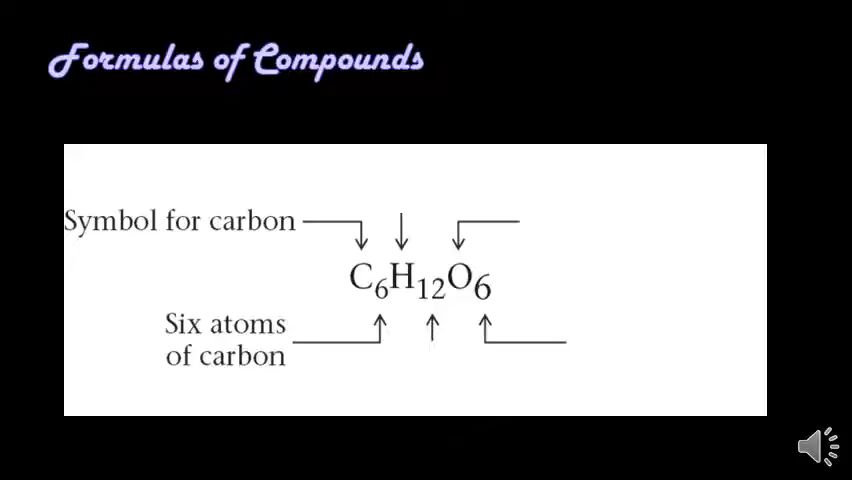 Formulas of Compounds
Symbol for carbon
C₆H₁₂O₆
Six atoms
of carbon